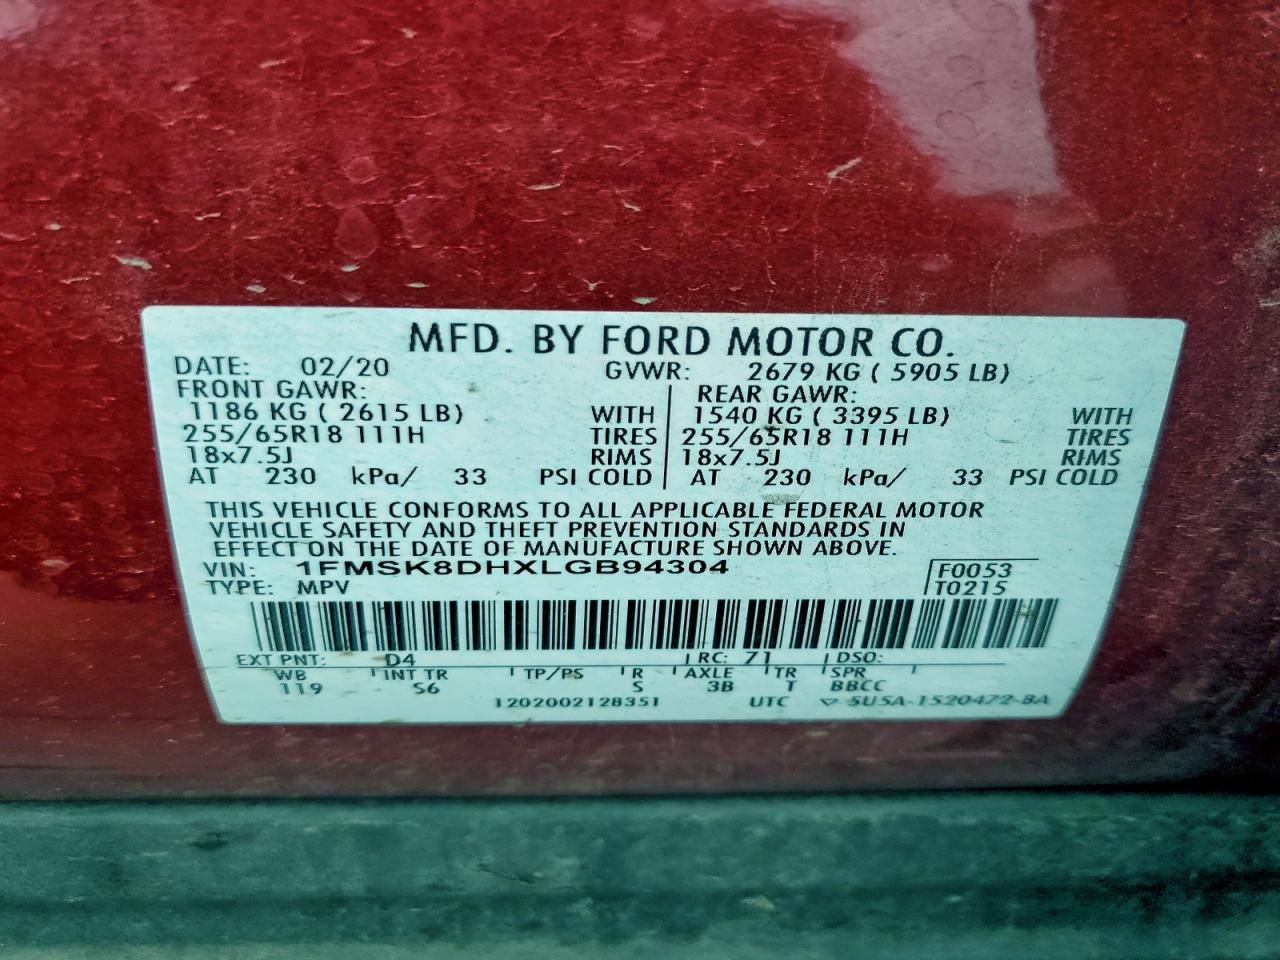 MFD. BY FORD MOTOR CO.
DATE: 02/20 GVWR: 2679 KG ( 5905 LB)
FRONT GAWR: REAR GAWR:
1186 KG ( 2615 LB) WITH 1540 KG ( 3395 LB) WITH
255/65R18 111H TIRES 255/65R18 111H TIRES
18x7.5J RIMS 18x7.5J RIMS
AT 230 kPa/ 33 PSI COLD AT 230 kPa/ 33 PSI COLD
THIS VEHICLE CONFORMS TO ALL APPLICABLE FEDERAL MOTOR
VEHICLE SAFETY AND THEFT PREVENTION STANDARDS IN
EFFECT ON THE DATE OF MANUFACTURE SHOWN ABOVE.
VIN: 1FMSK8DHXLGB94304 F0053
TYPE: MPV T0215
EXT PNT: D4 RC: 71 DSO:
WB INT TR TP/PS R AXLE TR SPR
119 S6 S 3B T BBCC
1202002128351 UTC ▽ 5U5A-1520472-BA